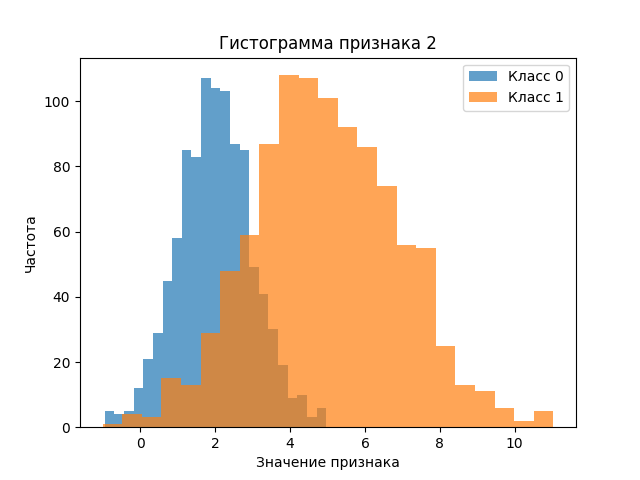 Гистограмма признака 2
Класс 0
Класс 1
Частота
100
80
60
40
20
0
0 2 4 6 8 10
Значение признака